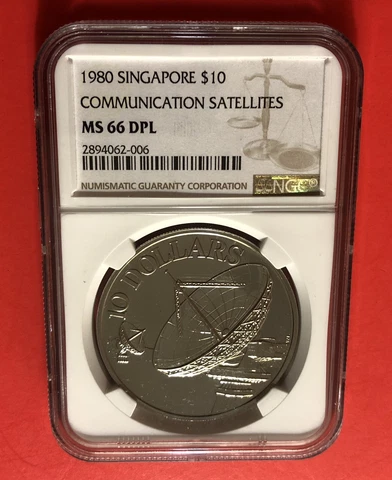 1980 SINGAPORE $10
COMMUNICATION SATELLITES
MS 66 DPL
2894062-006
NUMISMATIC GUARANTY CORPORATION
NGC
10 DOLLARS